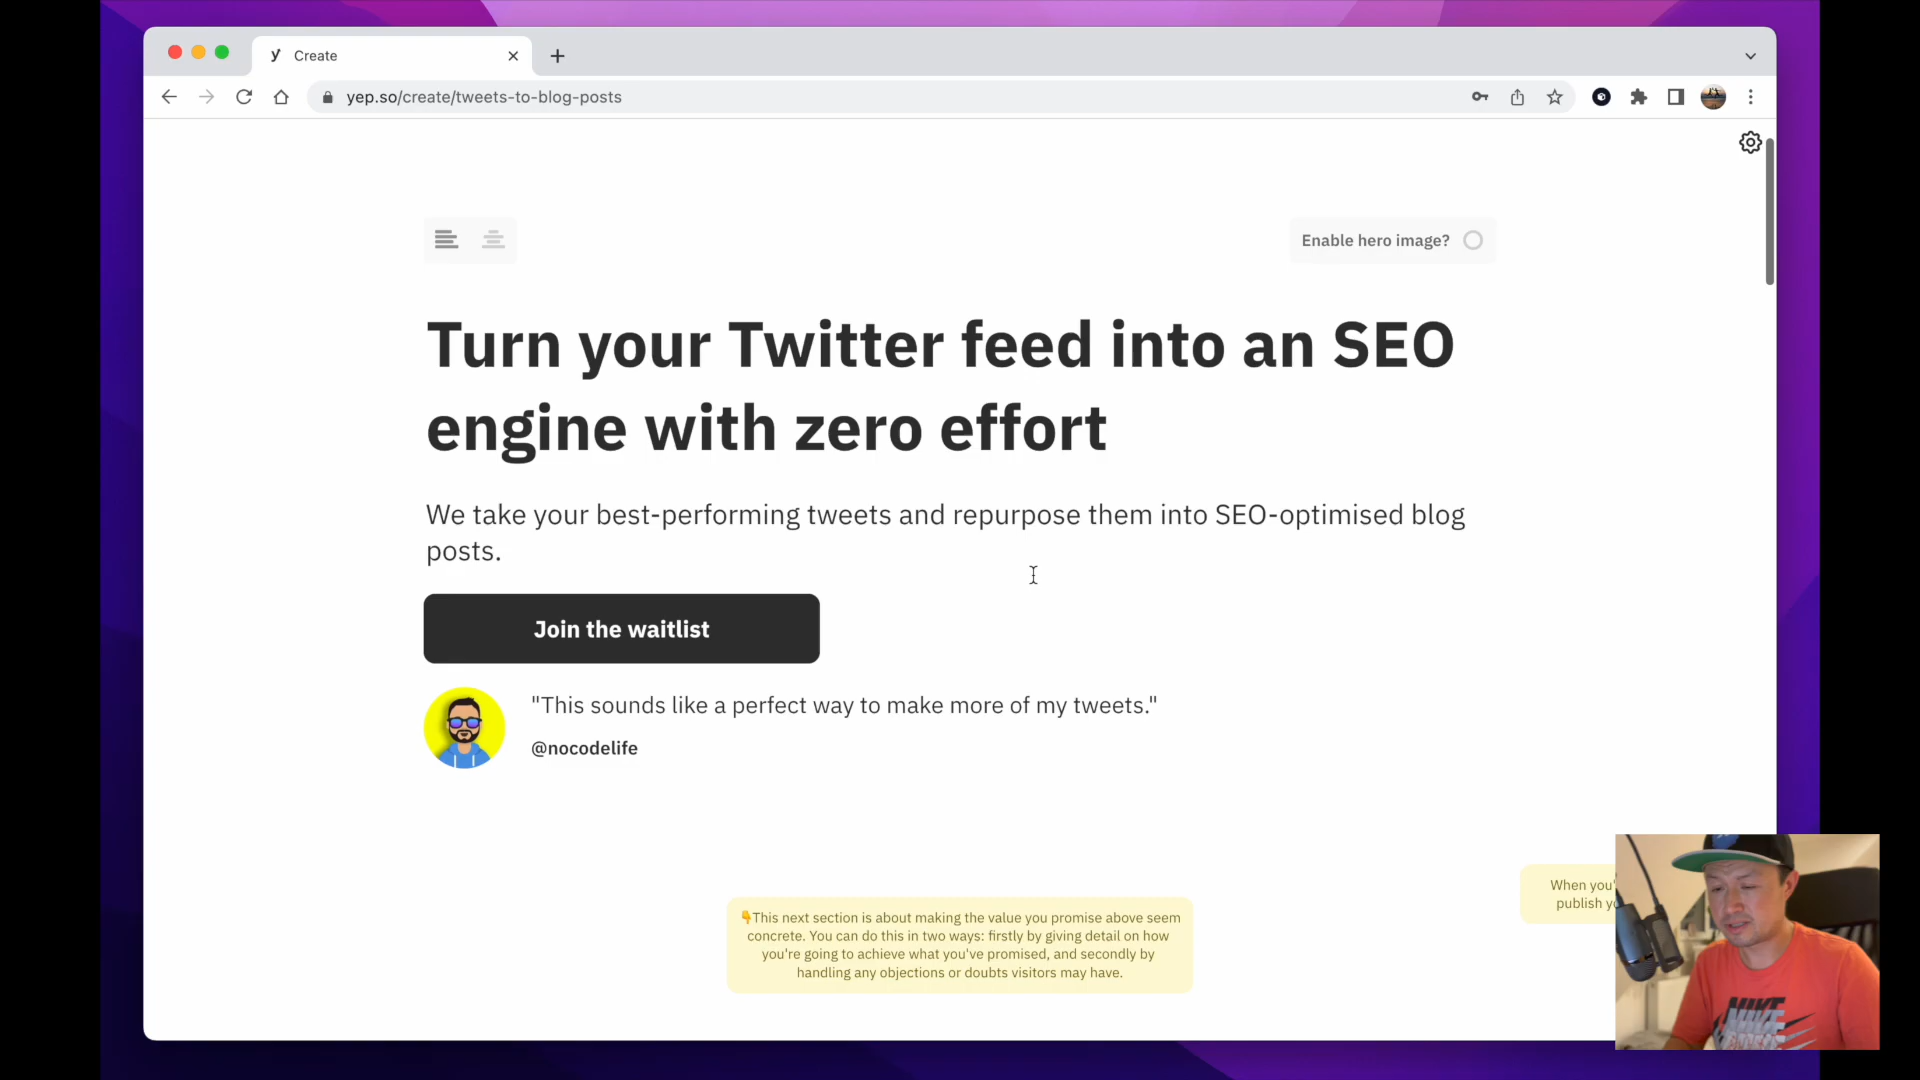 Create
yep.so/create/tweets-to-blog-posts
Enable hero image?
Turn your Twitter feed into an SEO
engine with zero effort
We take your best-performing tweets and repurpose them into SEO-optimised blog
posts.
Join the waitlist
"This sounds like a perfect way to make more of my tweets."
@nocodelife
👇This next section is about making the value you promise above seem
concrete. You can do this in two ways: firstly by giving detail on how
you're going to achieve what you've promised, and secondly by
handling any objections or doubts visitors may have.
When you'
publish yo
NIKE